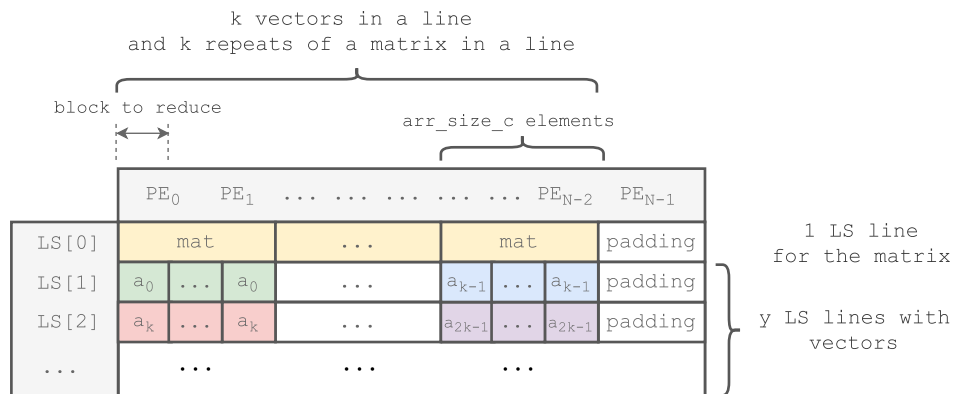 k vectors in a line
and k repeats of a matrix in a line
block to reduce
arr_size_c elements
PE0 PE1 ... ... ... ... ... PEN-2 PEN-1
LS[0] mat ... mat padding
LS[1] a0 ... a0 ... ak-1 ... ak-1 padding
LS[2] ak ... ak ... a2k-1 ... a2k-1 padding
... ... ... ...
1 LS line
for the matrix
y LS lines with
vectors